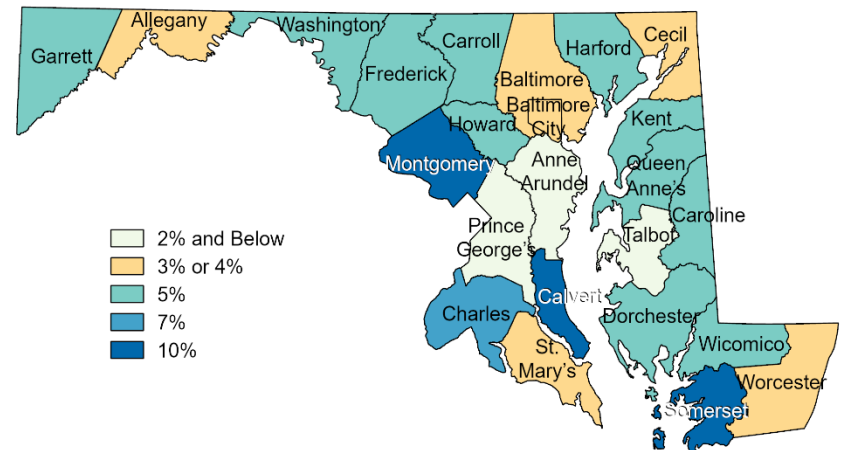 Allegany
Washington
Garrett
Carroll
Harford
Cecil
Frederick
Baltimore
Baltimore
City
Howard
Kent
Montgomery
Anne
Arundel
Queen
Anne's
Caroline
Prince
George's
Talbot
2% and Below
3% or 4%
5%
7%
10%
Calvert
Charles
Dorchester
St.
Mary's
Wicomico
Worcester
Somerset